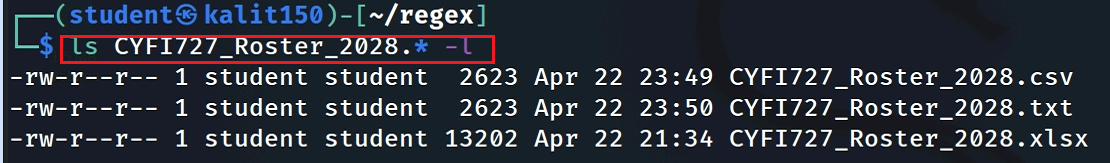 ┌──(student㉿kalit150)-[~/regex]
└─$ ls CYFI727_Roster_2028.* -l
-rw-r--r-- 1 student student  2623 Apr 22 23:49 CYFI727_Roster_2028.csv
-rw-r--r-- 1 student student  2623 Apr 22 23:50 CYFI727_Roster_2028.txt
-rw-r--r-- 1 student student 13202 Apr 22 21:34 CYFI727_Roster_2028.xlsx